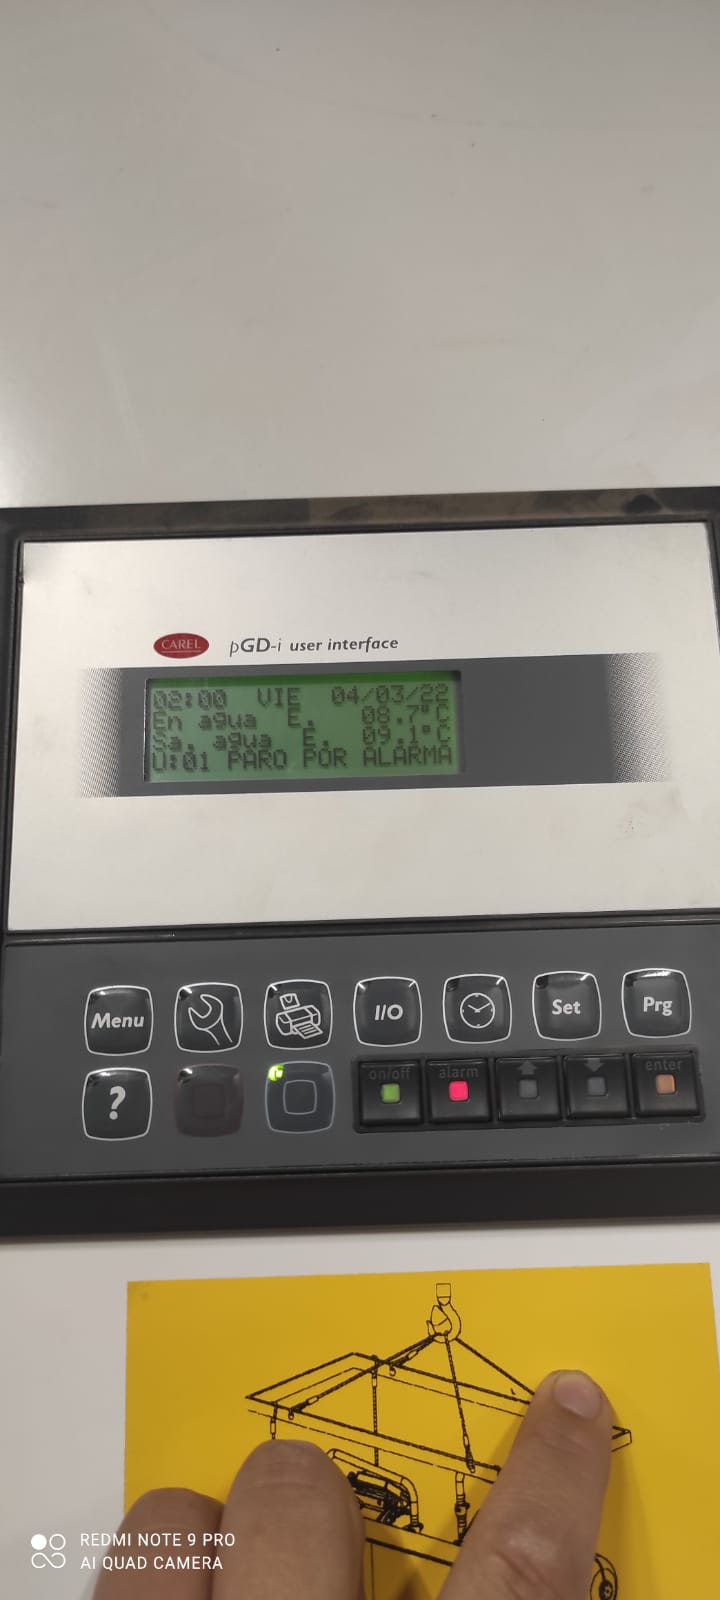 CAREL pGD-i user interface
02:00 VIE 04/03/22
En agua E. 08.7°C
Sa. agua E. 09.1°C
U:01 PARO POR ALARMA
Menu I/O Set Prg
? on/off alarm enter
REDMI NOTE 9 PRO
AI QUAD CAMERA